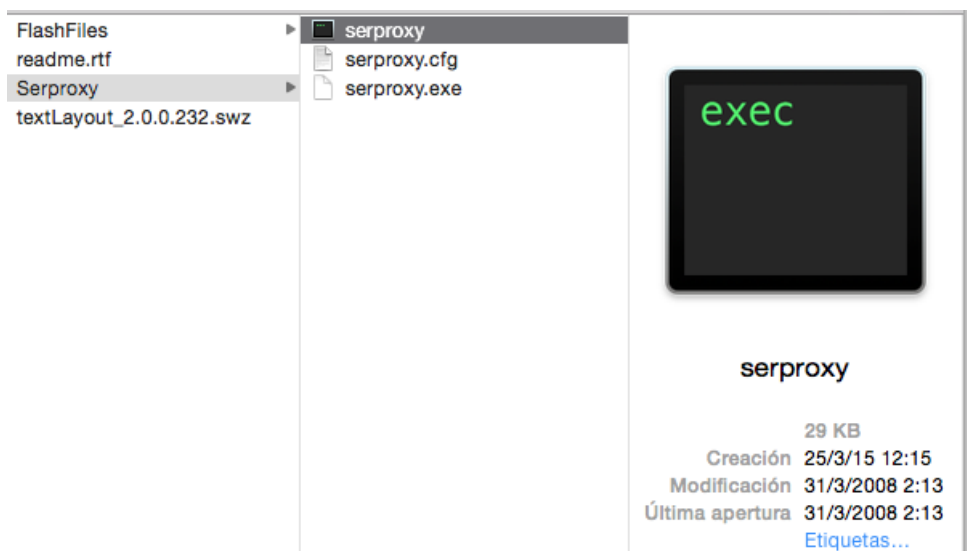 FlashFiles
readme.rtf
Serproxy
textLayout_2.0.0.232.swz
serproxy
serproxy.cfg
serproxy.exe
exec
serproxy
29 KB
Creación 25/3/15 12:15
Modificación 31/3/2008 2:13
Última apertura 31/3/2008 2:13
Etiquetas...